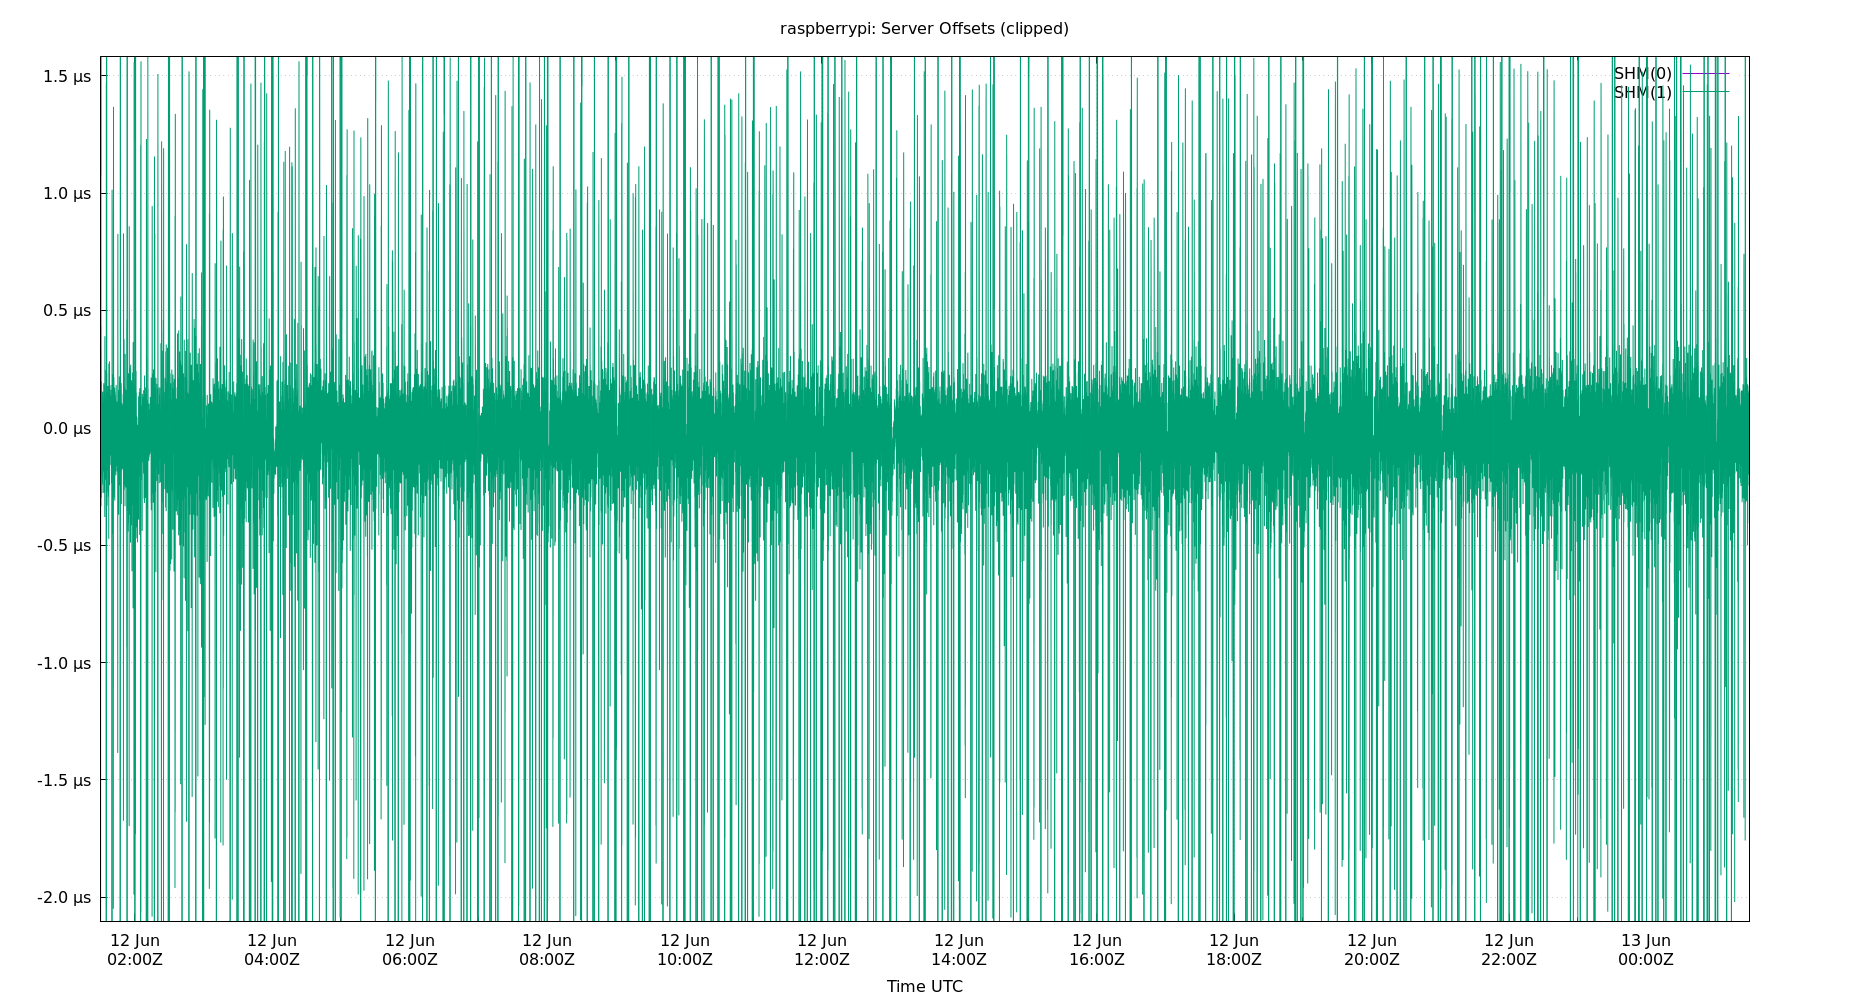 raspberrypi: Server Offsets (clipped)
SHM(0)
SHM(1)
1.5 μs
1.0 μs
0.5 μs
0.0 μs
-0.5 μs
-1.0 μs
-1.5 μs
-2.0 μs
12 Jun 12 Jun 12 Jun 12 Jun 12 Jun 12 Jun 12 Jun 12 Jun 12 Jun 12 Jun 12 Jun 13 Jun
02:00Z 04:00Z 06:00Z 08:00Z 10:00Z 12:00Z 14:00Z 16:00Z 18:00Z 20:00Z 22:00Z 00:00Z
Time UTC